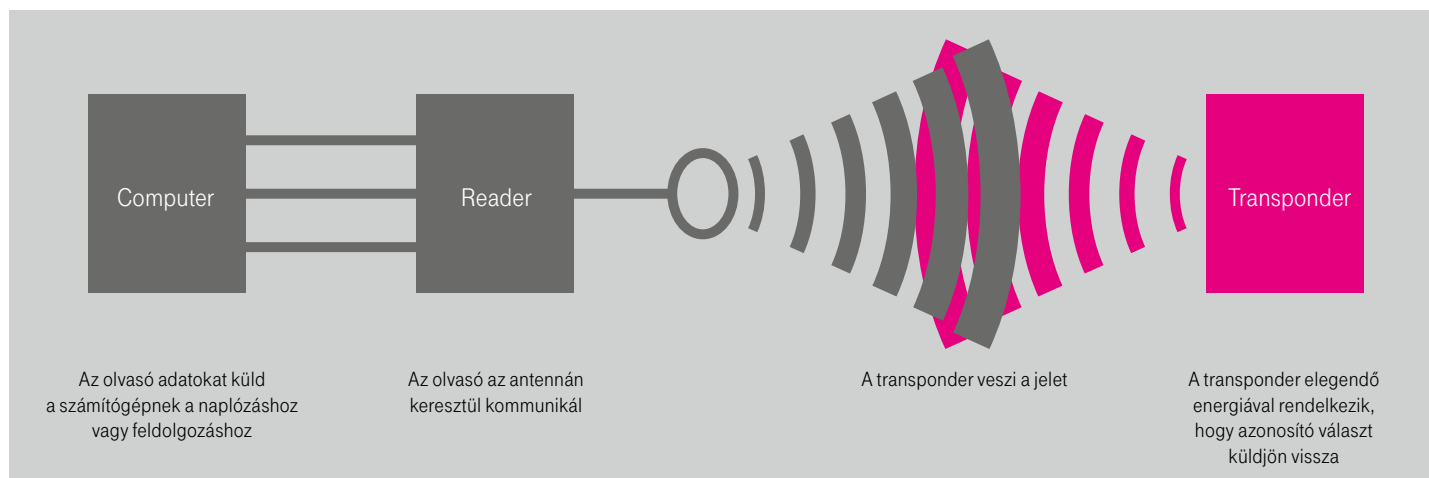 Computer
Reader
Transponder
Az olvasó adatokat küld
a számítógépnek a naplózáshoz
vagy feldolgozáshoz
Az olvasó az antennán
keresztül kommunikál
A transponder veszi a jelet
A transponder elegendő
energiával rendelkezik,
hogy azonosító választ
küldjön vissza